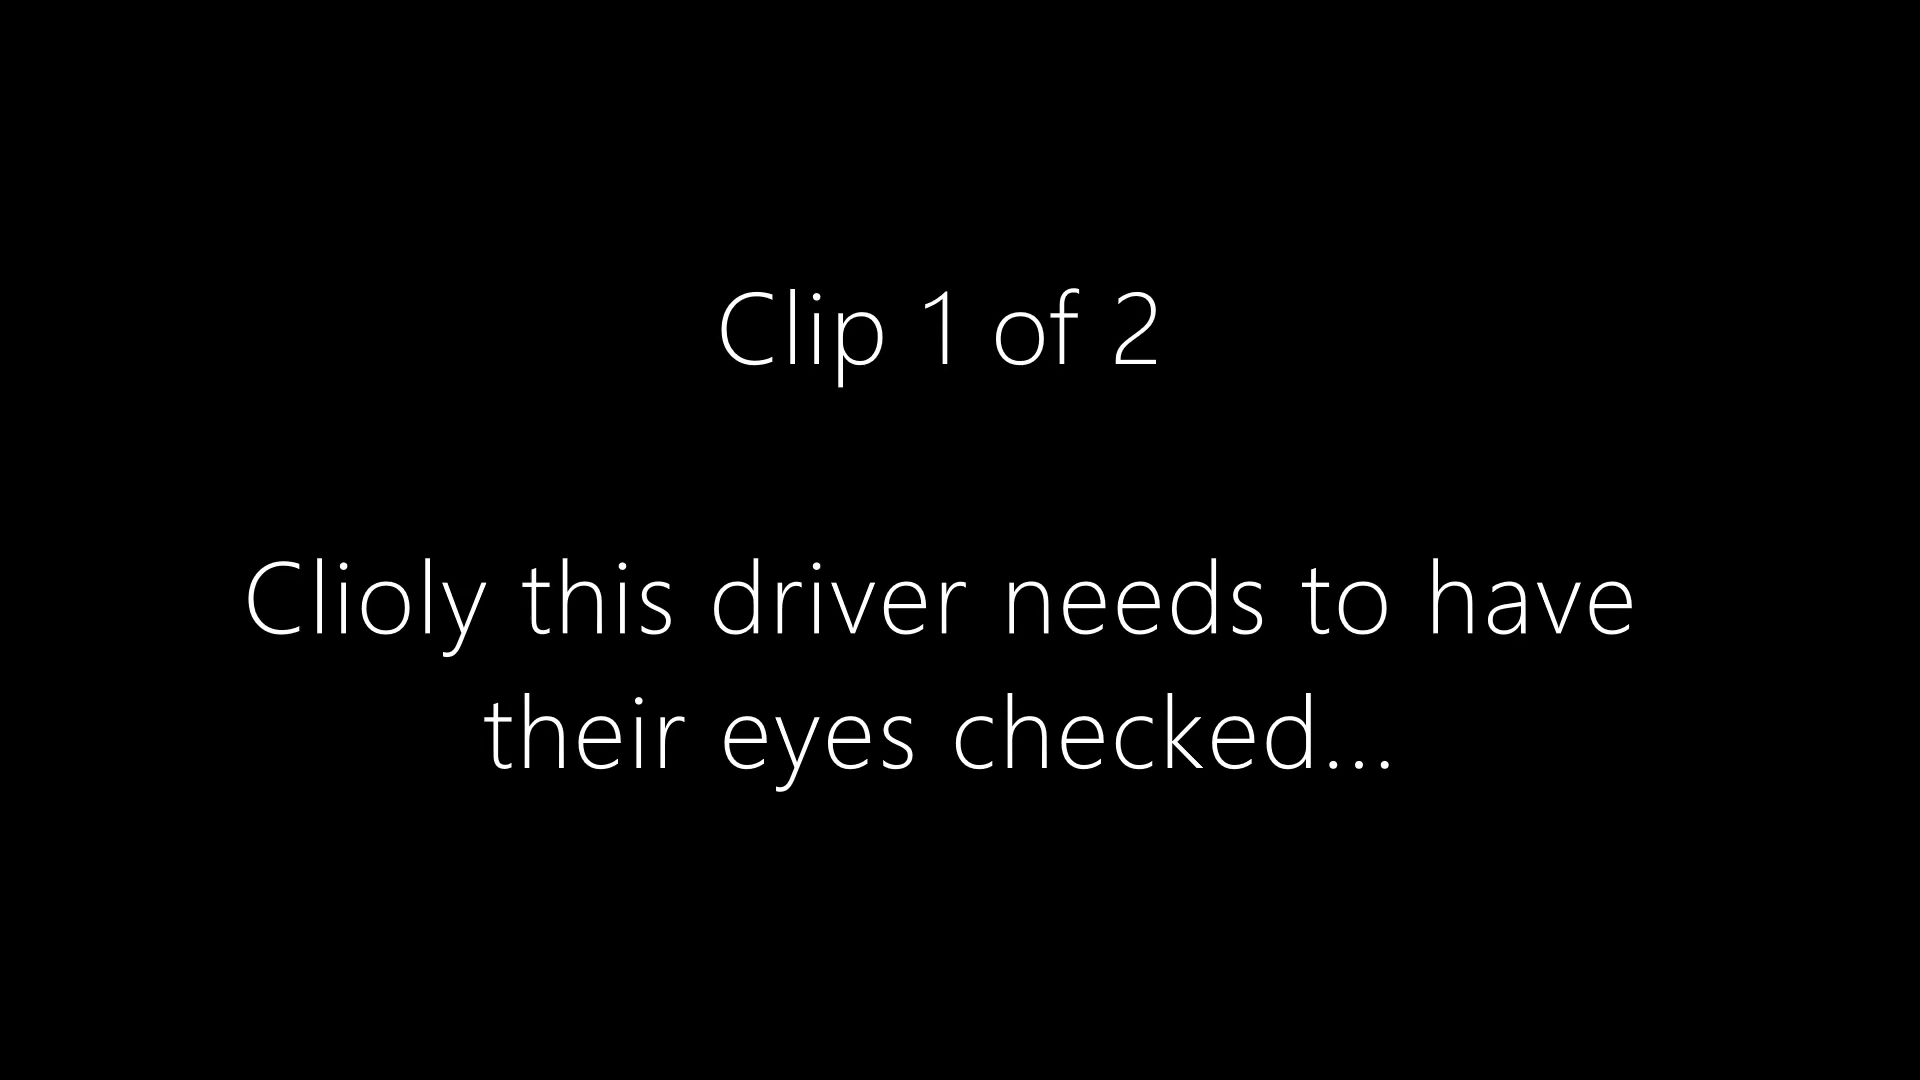 Clip 1 of 2
Clioly this driver needs to have
their eyes checked...